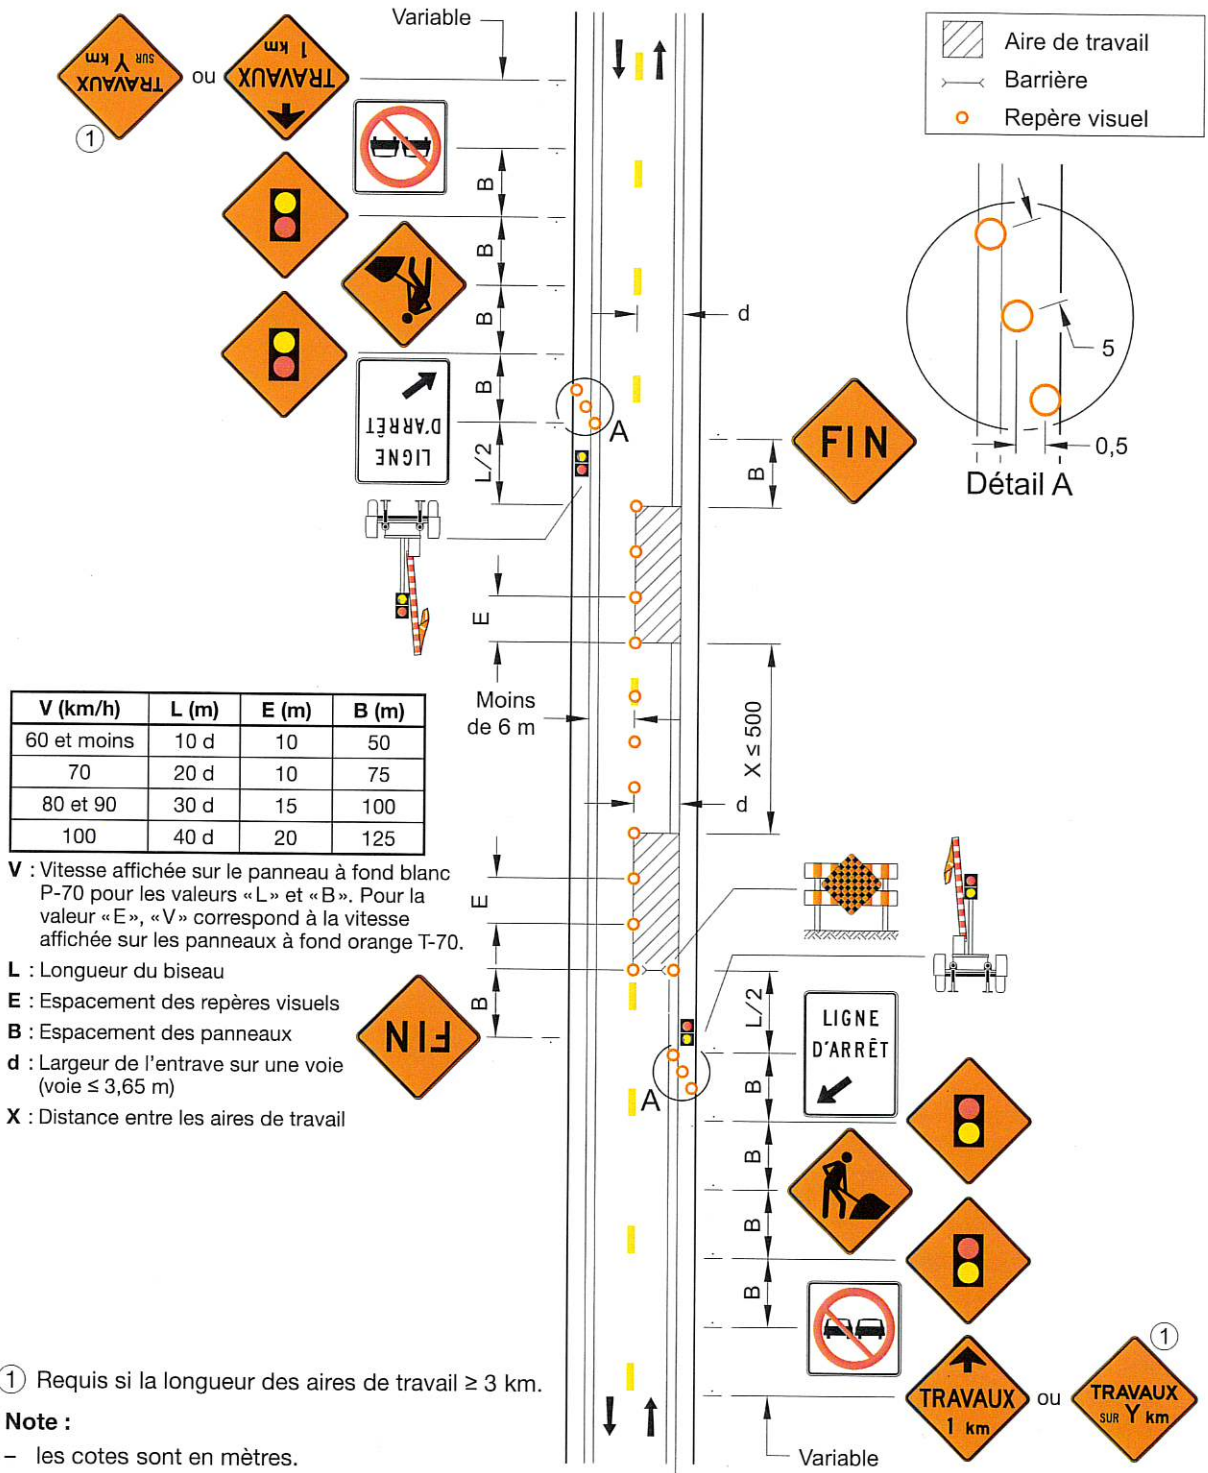 Variable
TRAVAUX
SUR Y km
ou
TRAVAUX
1 km
1
B
B
B
B
LIGNE
D'ARRÊT
L/2
A
d
Aire de travail
Barrière
Repère visuel
5
0,5
Détail A
FIN
B
E
Moins
de 6 m
X ≤ 500
d
V (km/h) L (m) E (m) B (m)
60 et moins 10 d 10 50
70 20 d 10 75
80 et 90 30 d 15 100
100 40 d 20 125
V : Vitesse affichée sur le panneau à fond blanc
P-70 pour les valeurs «L» et «B». Pour la
valeur «E», «V» correspond à la vitesse
affichée sur les panneaux à fond orange T-70.
L : Longueur du biseau
E : Espacement des repères visuels
B : Espacement des panneaux
d : Largeur de l'entrave sur une voie
(voie ≤ 3,65 m)
X : Distance entre les aires de travail
E
B
FIN
L/2
LIGNE
D'ARRÊT
A
B
B
B
B
TRAVAUX
1 km
ou
1
TRAVAUX
SUR Y km
Variable
1 Requis si la longueur des aires de travail ≥ 3 km.
Note :
– les cotes sont en mètres.